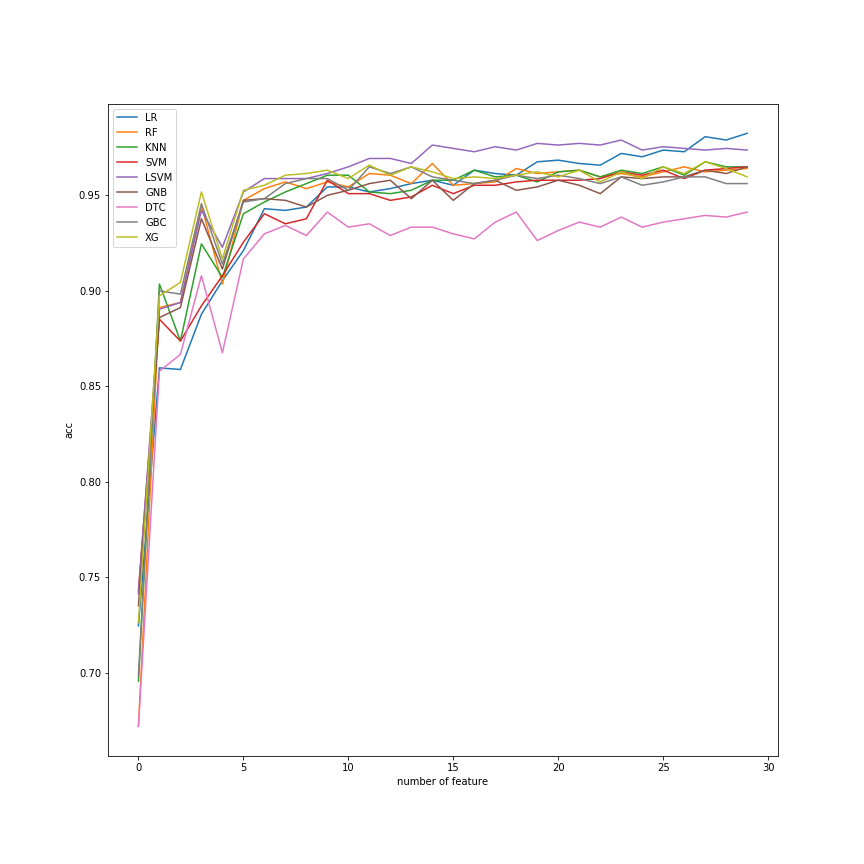 LR
RF
KNN
SVM
LSVM
GNB
DTC
GBC
XG
0.95
0.90
0.85
0.80
0.75
0.70
acc
0 5 10 15 20 25 30
number of feature